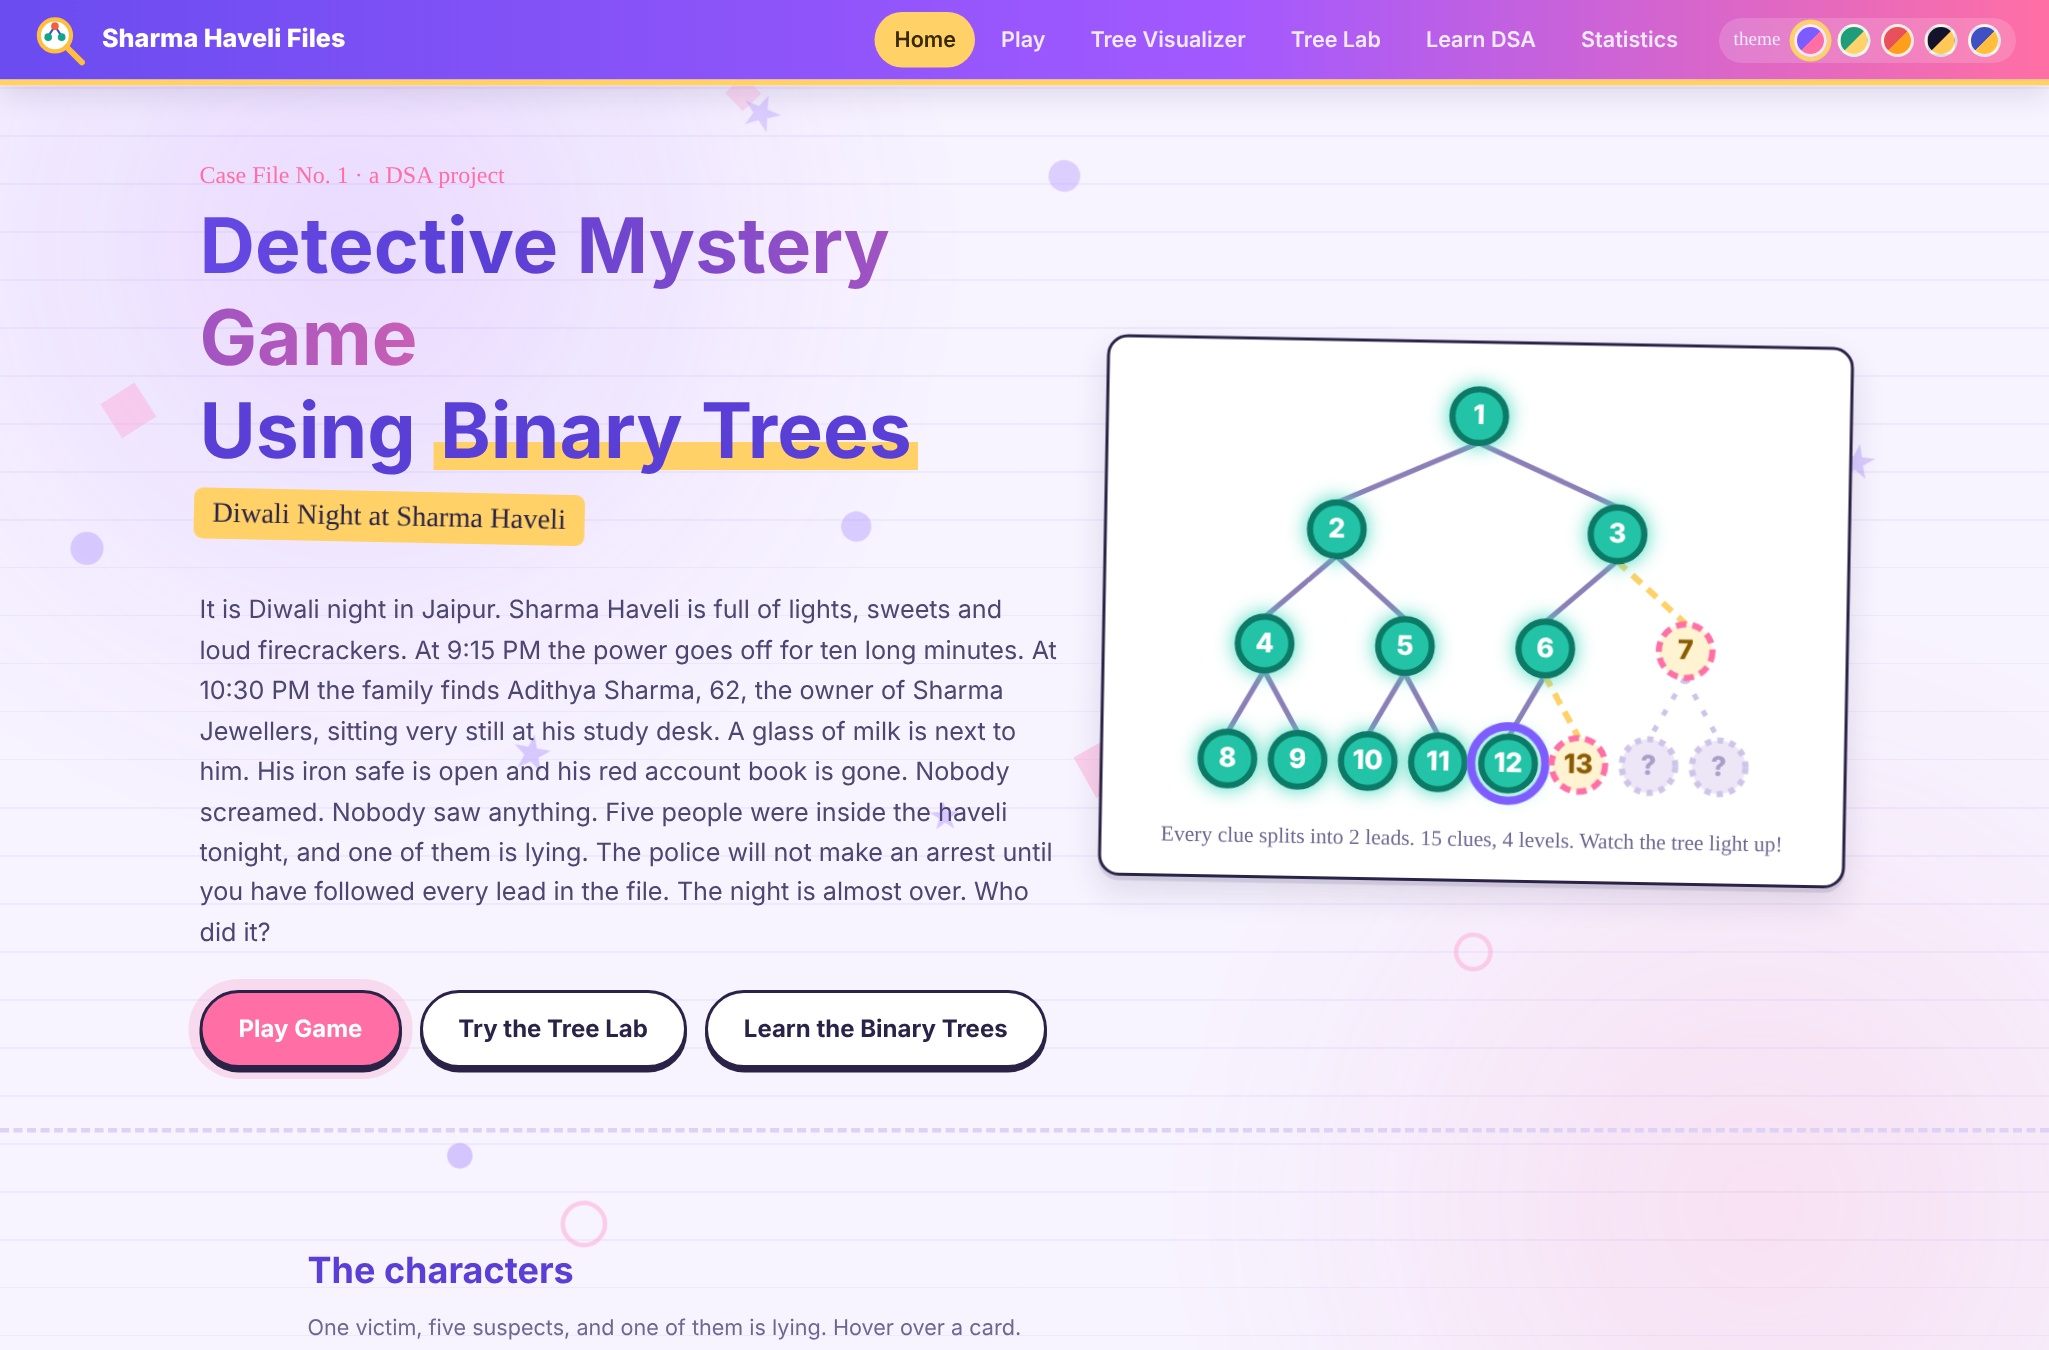 Sharma Haveli Files
Home
Play
Tree Visualizer
Tree Lab
Learn DSA
Statistics
theme
Case File No. 1 · a DSA project
Detective Mystery
Game
Using Binary Trees
Diwali Night at Sharma Haveli
It is Diwali night in Jaipur. Sharma Haveli is full of lights, sweets and
loud firecrackers. At 9:15 PM the power goes off for ten long minutes. At
10:30 PM the family finds Adithya Sharma, 62, the owner of Sharma
Jewellers, sitting very still at his study desk. A glass of milk is next to
him. His iron safe is open and his red account book is gone. Nobody
screamed. Nobody saw anything. Five people were inside the haveli
tonight, and one of them is lying. The police will not make an arrest until
you have followed every lead in the file. The night is almost over. Who
did it?
Play Game
Try the Tree Lab
Learn the Binary Trees
1
2
3
4
5
6
7
8
9
10
11
12
13
?
?
Every clue splits into 2 leads. 15 clues, 4 levels. Watch the tree light up!
The characters
One victim, five suspects, and one of them is lying. Hover over a card.